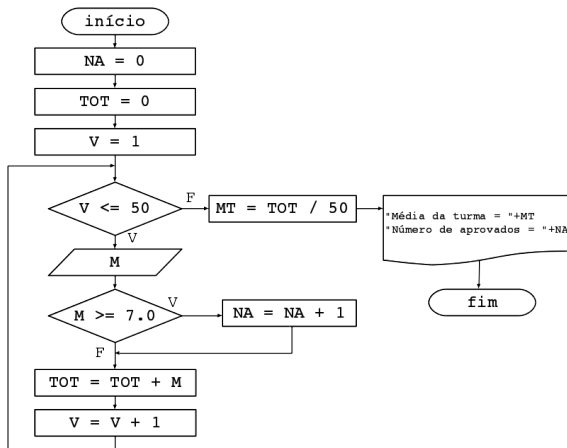 início
NA = 0
TOT = 0
V = 1
V <= 50
F
MT = TOT / 50
"Média da turma = "+MT
"Número de aprovados = "+NA
V
M
fim
M >= 7.0
V
NA = NA + 1
F
TOT = TOT + M
V = V + 1